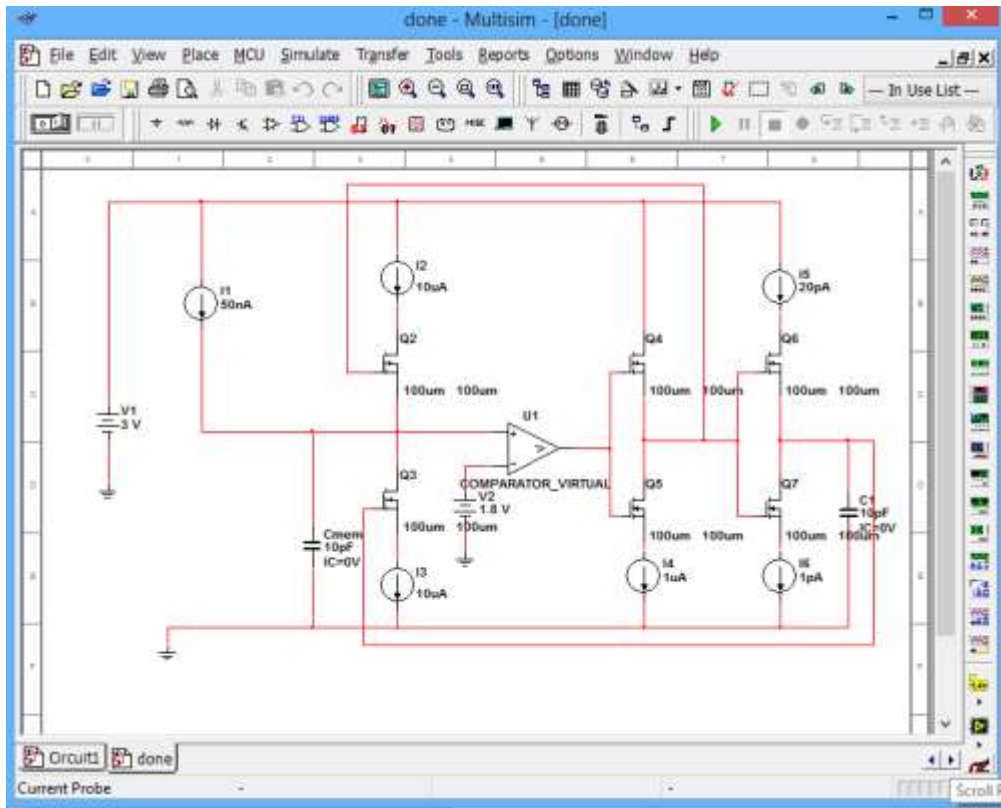 done - Multisim - [done]
File Edit View Place MCU Simulate Transfer Tools Reports Options Window Help
In Use List
I1
50nA
I2
10uA
I5
20pA
Q2
Q4
Q6
100um 100um
100um 100um
100um 100um
V1
3 V
U1
COMPARATOR_VIRTUAL
Q3
Q5
Q7
V2
1.8 V
C1
10pF
IC=0V
100um 100um
100um 100um
100um 100um
Cmem
10pF
IC=0V
I3
10uA
I4
1uA
I6
1pA
Circuit1 done
Current Probe - -
Scroll